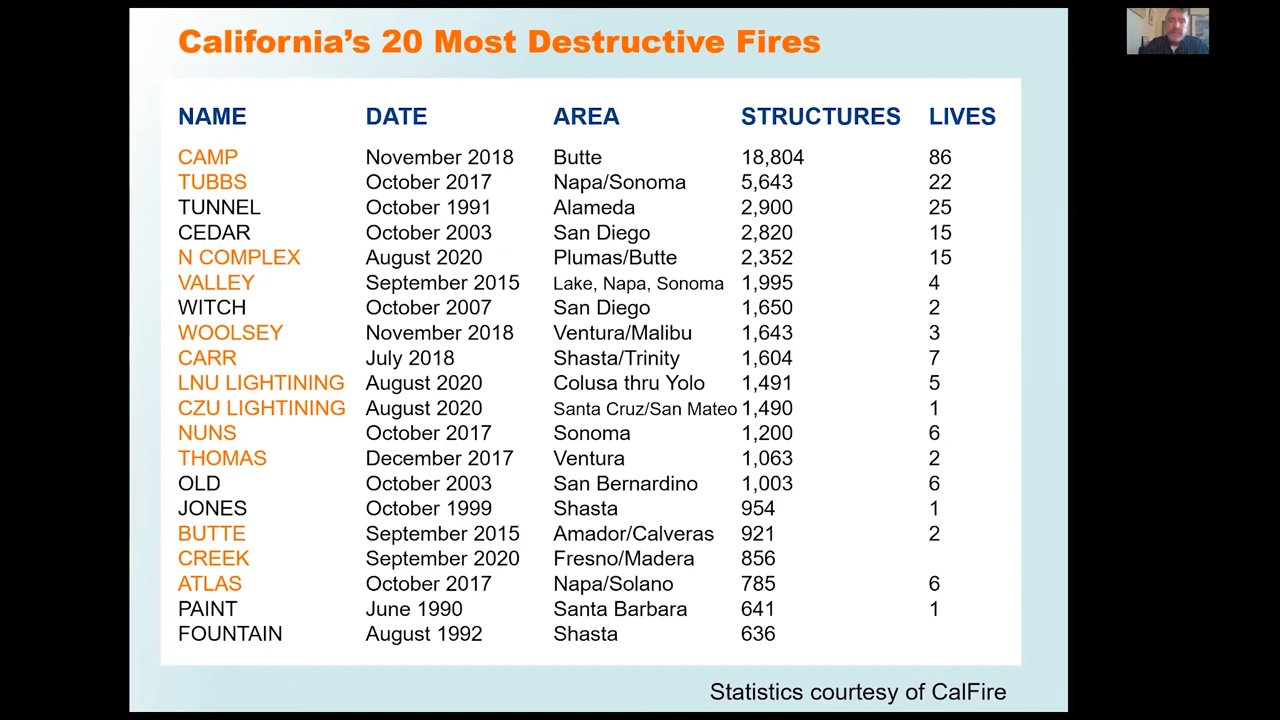 California's 20 Most Destructive Fires
NAME DATE AREA STRUCTURES LIVES
CAMP November 2018 Butte 18,804 86
TUBBS October 2017 Napa/Sonoma 5,643 22
TUNNEL October 1991 Alameda 2,900 25
CEDAR October 2003 San Diego 2,820 15
N COMPLEX August 2020 Plumas/Butte 2,352 15
VALLEY September 2015 Lake, Napa, Sonoma 1,995 4
WITCH October 2007 San Diego 1,650 2
WOOLSEY November 2018 Ventura/Malibu 1,643 3
CARR July 2018 Shasta/Trinity 1,604 7
LNU LIGHTINING August 2020 Colusa thru Yolo 1,491 5
CZU LIGHTINING August 2020 Santa Cruz/San Mateo 1,490 1
NUNS October 2017 Sonoma 1,200 6
THOMAS December 2017 Ventura 1,063 2
OLD October 2003 San Bernardino 1,003 6
JONES October 1999 Shasta 954 1
BUTTE September 2015 Amador/Calveras 921 2
CREEK September 2020 Fresno/Madera 856
ATLAS October 2017 Napa/Solano 785 6
PAINT June 1990 Santa Barbara 641 1
FOUNTAIN August 1992 Shasta 636
Statistics courtesy of CalFire